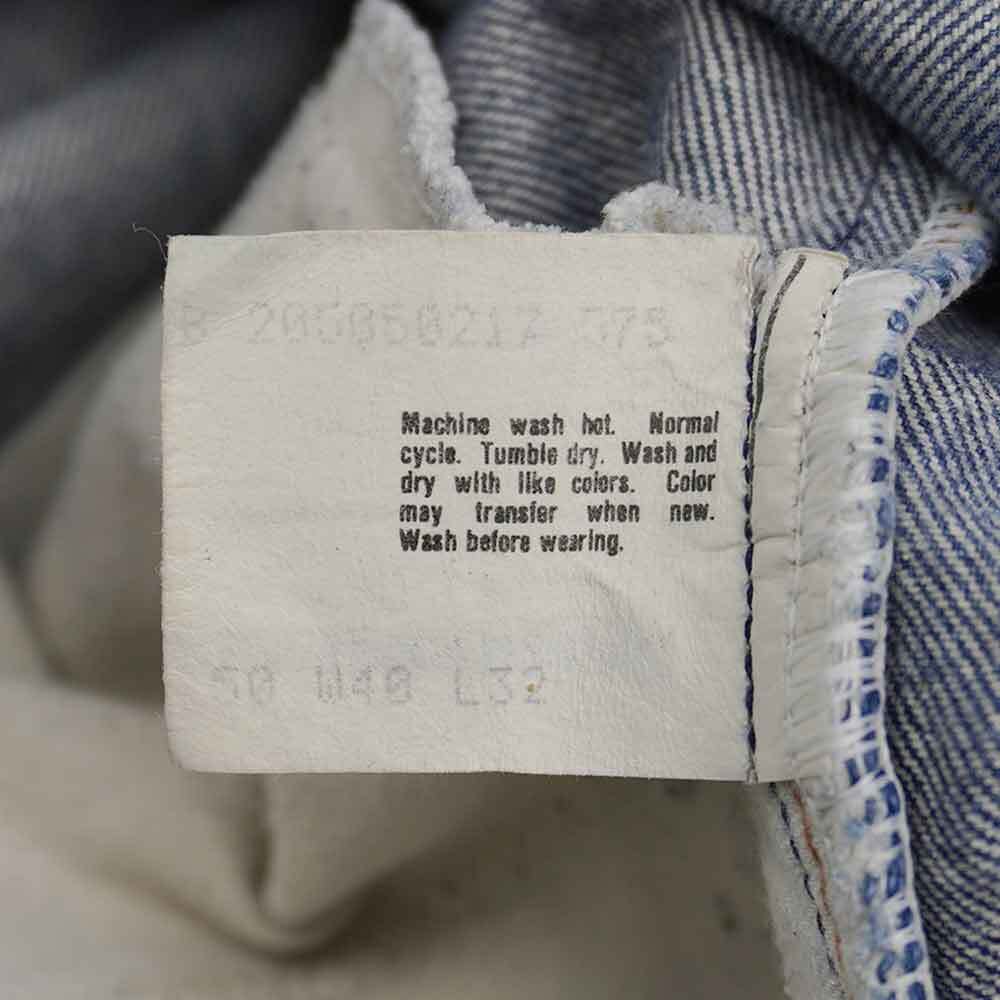 B 205050217 575
Machine wash hot. Normal
cycle. Tumble dry. Wash and
dry with like colors. Color
may transfer when new.
Wash before wearing.
W40 L32